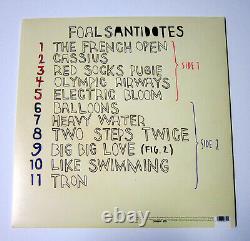 FOALS ANTIDOTES
1 THE FRENCH OPEN
2 CASSIUS
3 RED SOCKS PUGIE
4 OLYMPIC AIRWAYS
5 ELECTRIC BLOOM
SIDE 1
6 BALLOONS
7 HEAVY WATER
8 TWO STEPS TWICE
9 BIG BIG LOVE (FIG. 2)
10 LIKE SWIMMING
11 TRON
SIDE 2